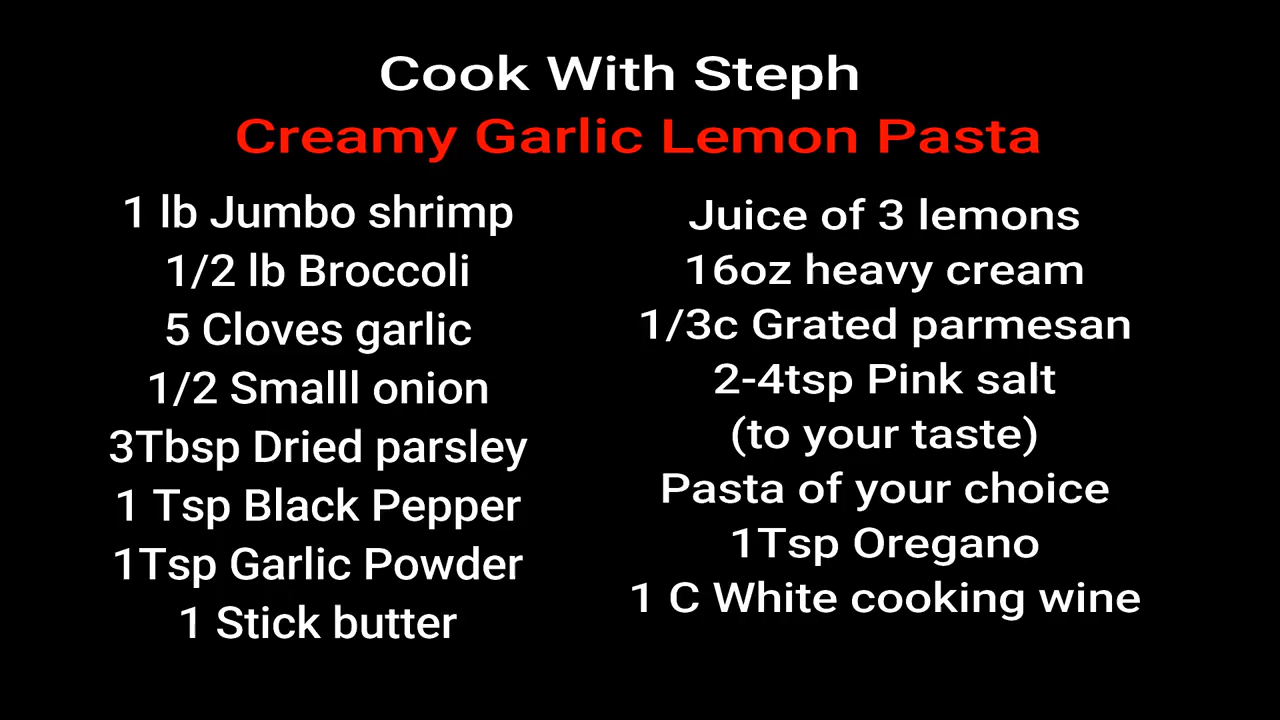 Cook With Steph
Creamy Garlic Lemon Pasta
1 lb Jumbo shrimp
1/2 lb Broccoli
5 Cloves garlic
1/2 Smalll onion
3Tbsp Dried parsley
1 Tsp Black Pepper
1Tsp Garlic Powder
1 Stick butter
Juice of 3 lemons
16oz heavy cream
1/3c Grated parmesan
2-4tsp Pink salt
(to your taste)
Pasta of your choice
1Tsp Oregano
1 C White cooking wine